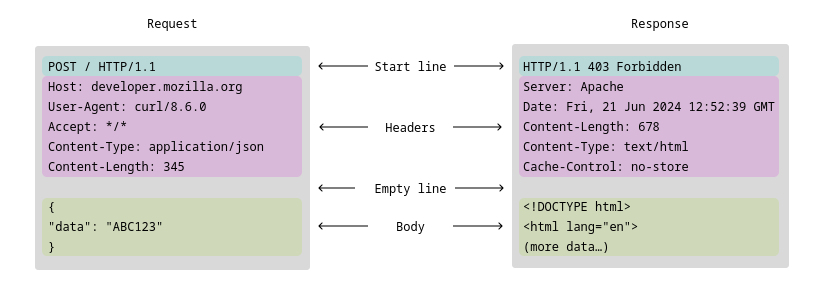 Request
POST / HTTP/1.1
Host: developer.mozilla.org
User-Agent: curl/8.6.0
Accept: */*
Content-Type: application/json
Content-Length: 345
{
"data": "ABC123"
}
Start line
Headers
Empty line
Body
Response
HTTP/1.1 403 Forbidden
Server: Apache
Date: Fri, 21 Jun 2024 12:52:39 GMT
Content-Length: 678
Content-Type: text/html
Cache-Control: no-store
<!DOCTYPE html>
<html lang="en">
(more data…)